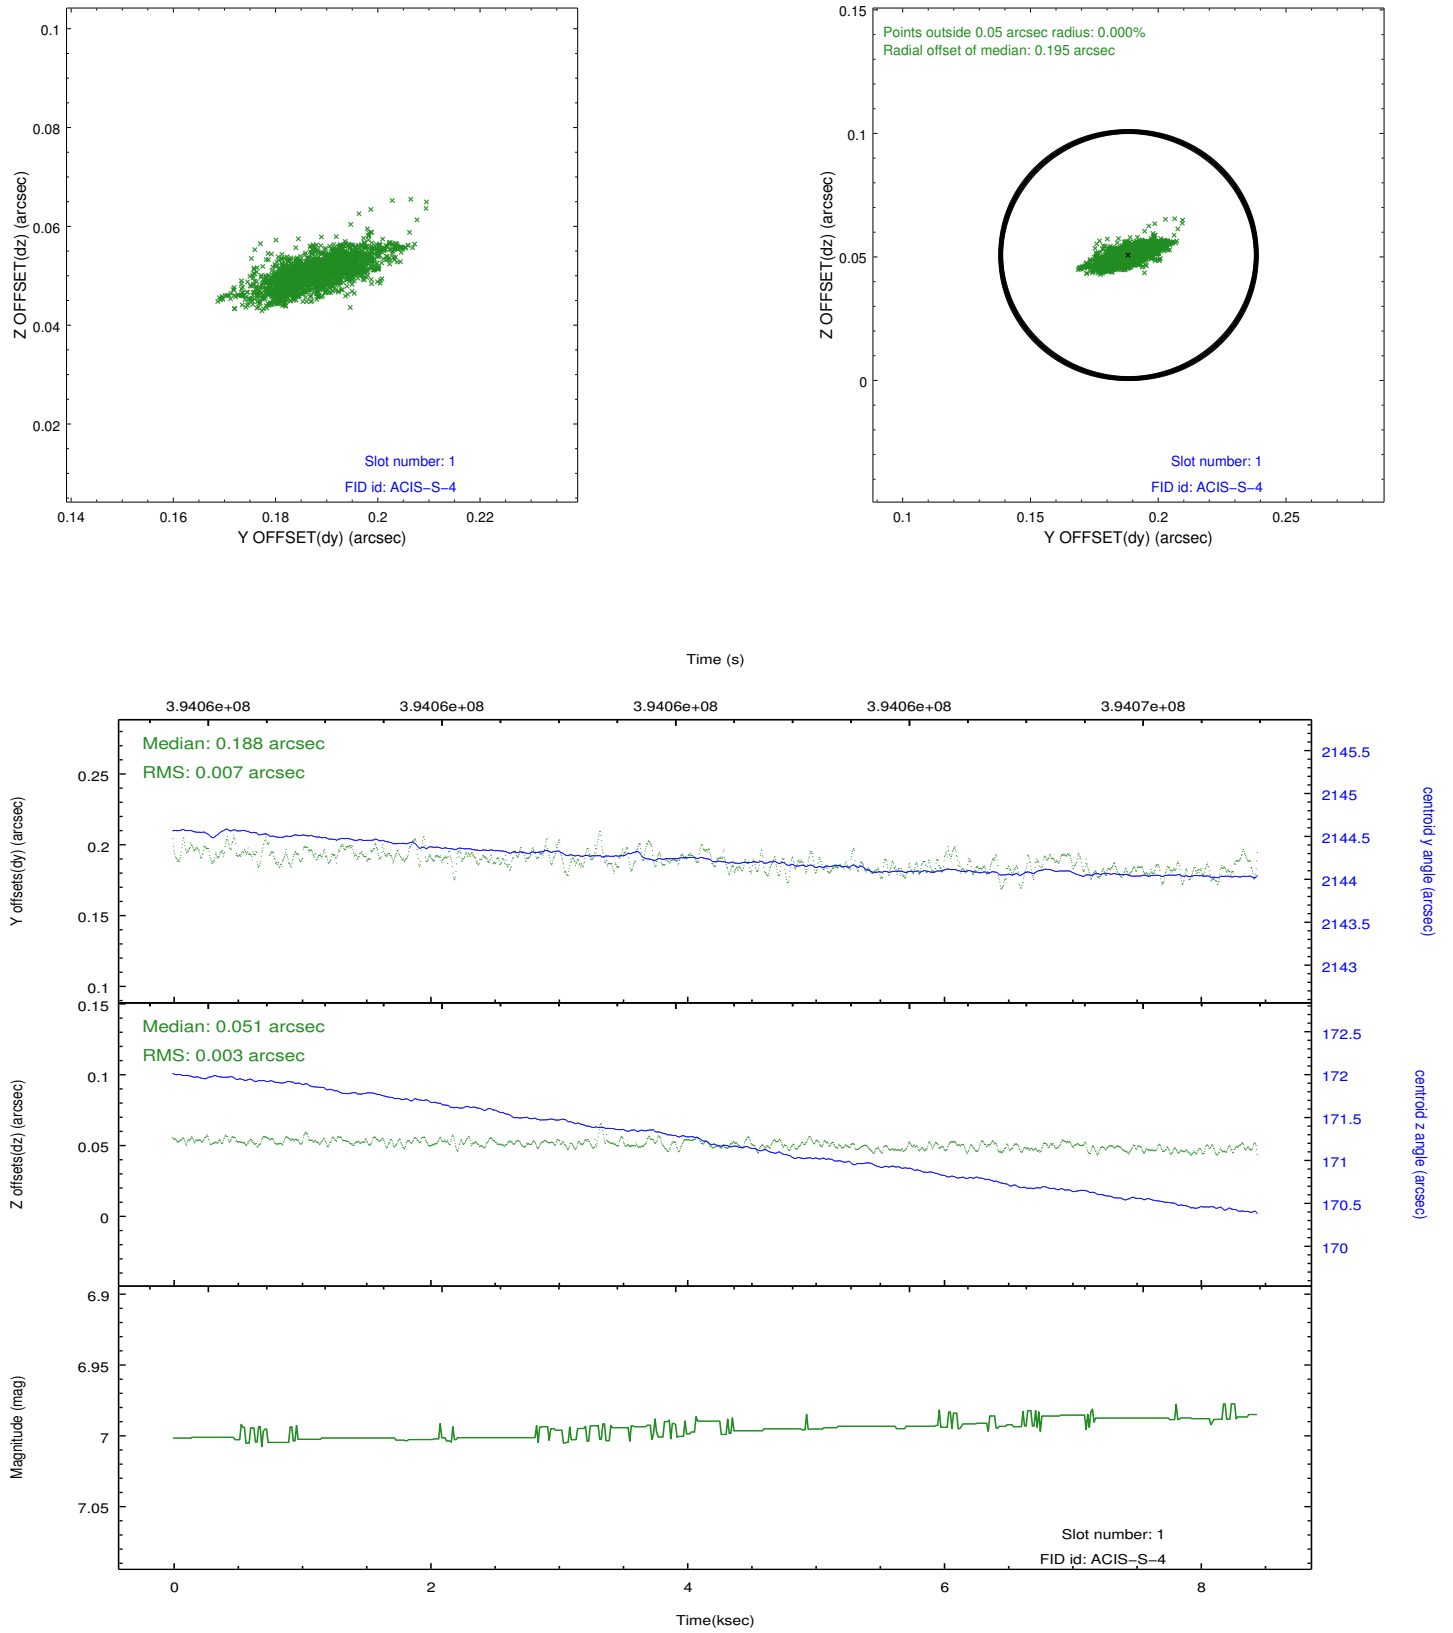 0.1
0.08
0.06
0.04
0.02
Z OFFSET(dz) (arcsec)
Slot number: 1
FID id: ACIS−S−4
0.14 0.16 0.18 0.2 0.22
Y OFFSET(dy) (arcsec)
0.15
0.1
0.05
0
Z OFFSET(dz) (arcsec)
Points outside 0.05 arcsec radius: 0.000%
Radial offset of median: 0.195 arcsec
Slot number: 1
FID id: ACIS−S−4
0.1 0.15 0.2 0.25
Y OFFSET(dy) (arcsec)
Time (s)
3.9406e+08 3.9406e+08 3.9406e+08 3.9406e+08 3.9407e+08
Median: 0.188 arcsec
RMS: 0.007 arcsec
0.25
0.2
0.15
0.1
Y offsets(dy) (arcsec)
2145.5
2145
2144.5
2144
2143.5
2143
centroid y angle (arcsec)
Median: 0.051 arcsec
RMS: 0.003 arcsec
0.15
0.1
0.05
0
Z offsets(dz) (arcsec)
172.5
172
171.5
171
170.5
170
centroid z angle (arcsec)
6.9
6.95
7
7.05
Magnitude (mag)
Slot number: 1
FID id: ACIS−S−4
0 2 4 6 8
Time(ksec)